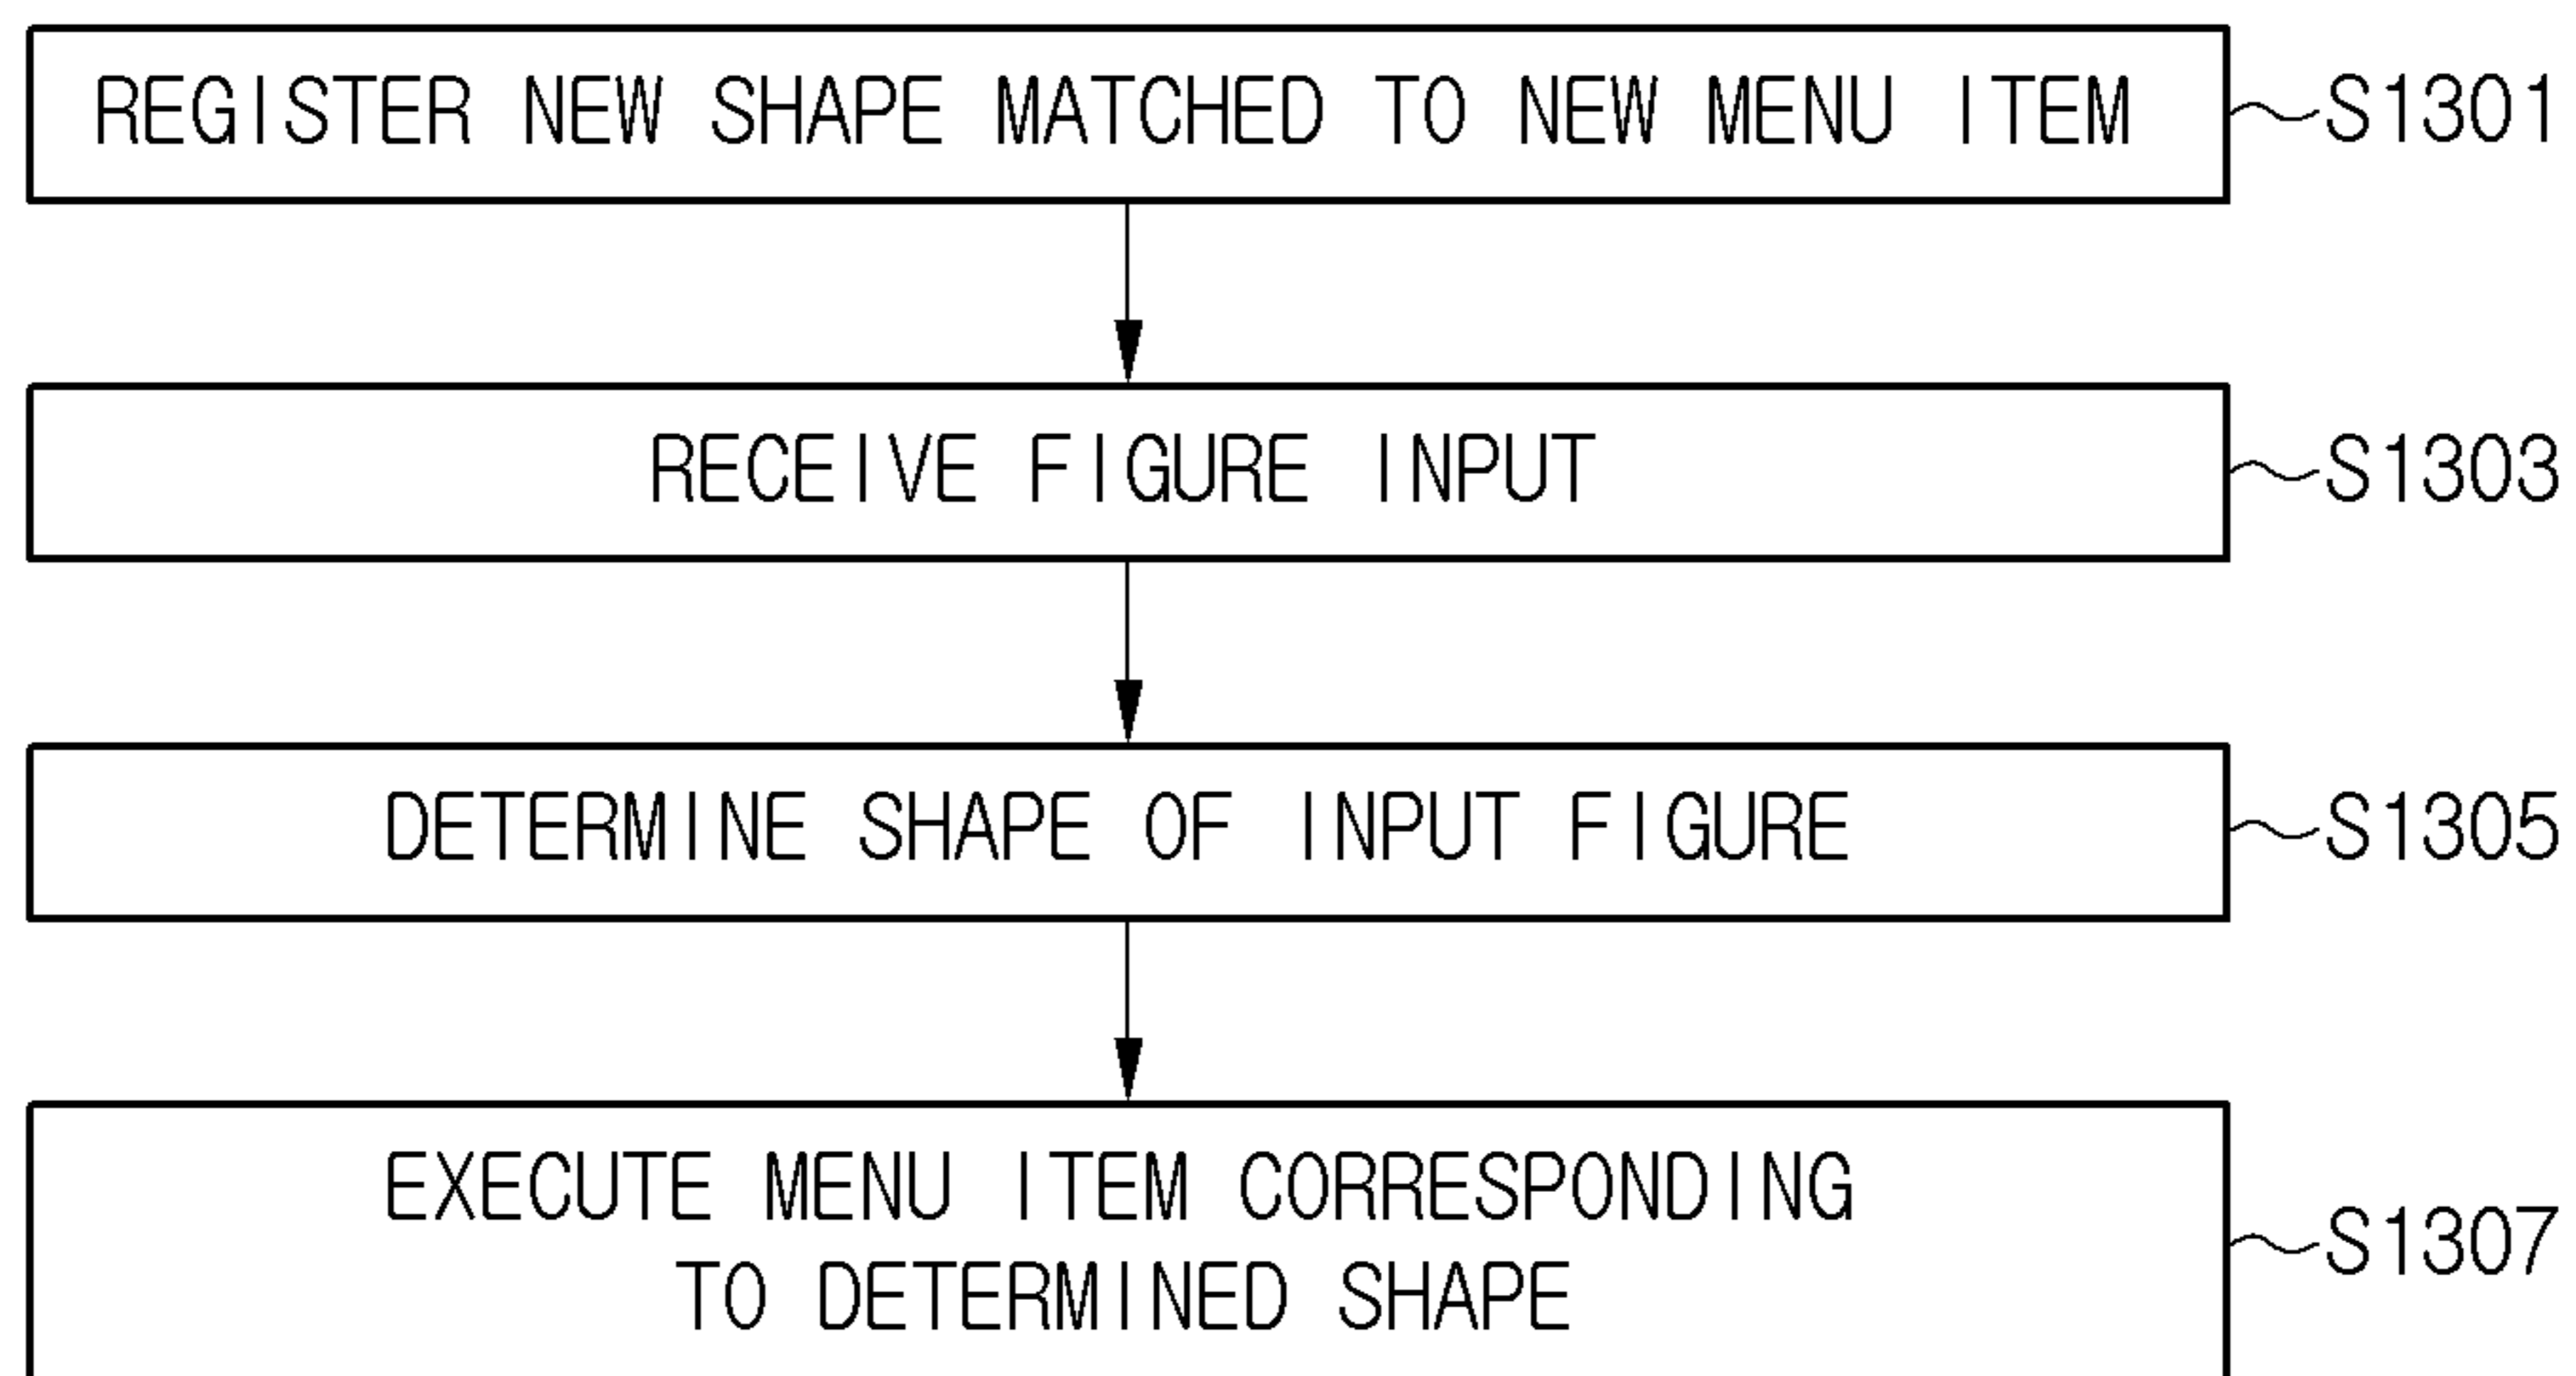 REGISTER NEW SHAPE MATCHED TO NEW MENU ITEM S1301
RECEIVE FIGURE INPUT S1303
DETERMINE SHAPE OF INPUT FIGURE S1305
EXECUTE MENU ITEM CORRESPONDING
TO DETERMINED SHAPE
S1307